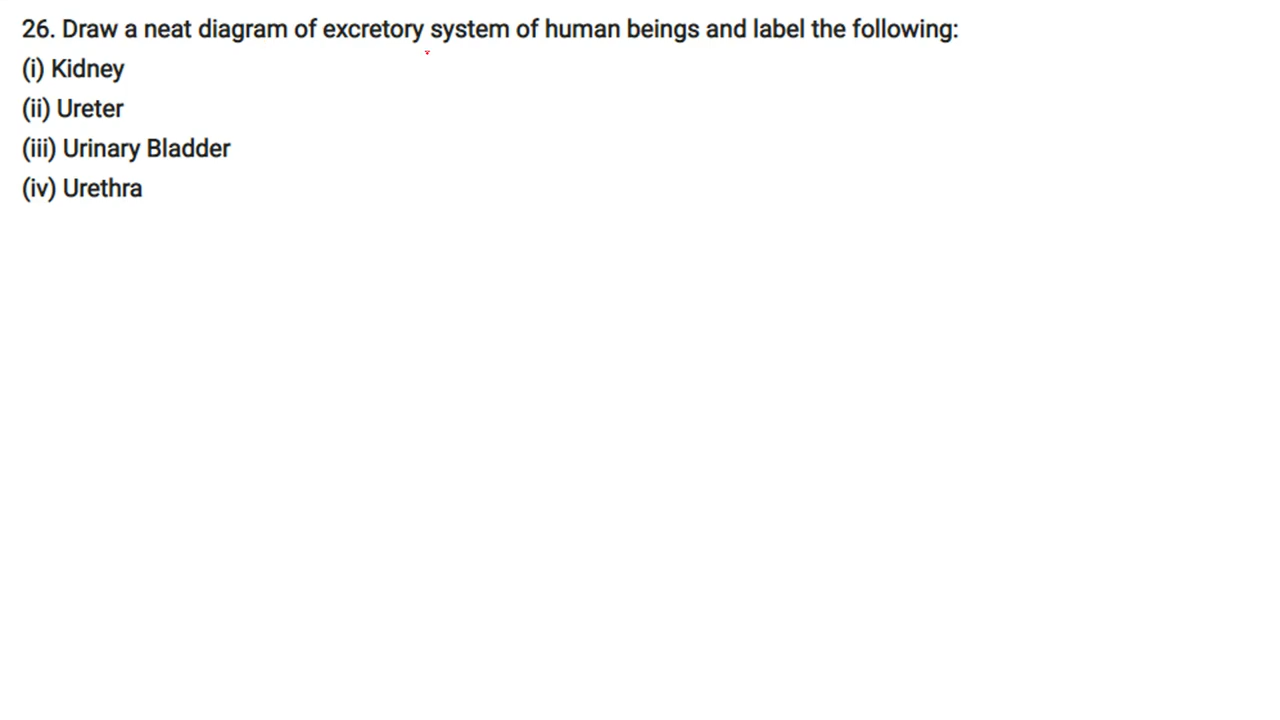 26. Draw a neat diagram of excretory system of human beings and label the following:
(i) Kidney
(ii) Ureter
(iii) Urinary Bladder
(iv) Urethra